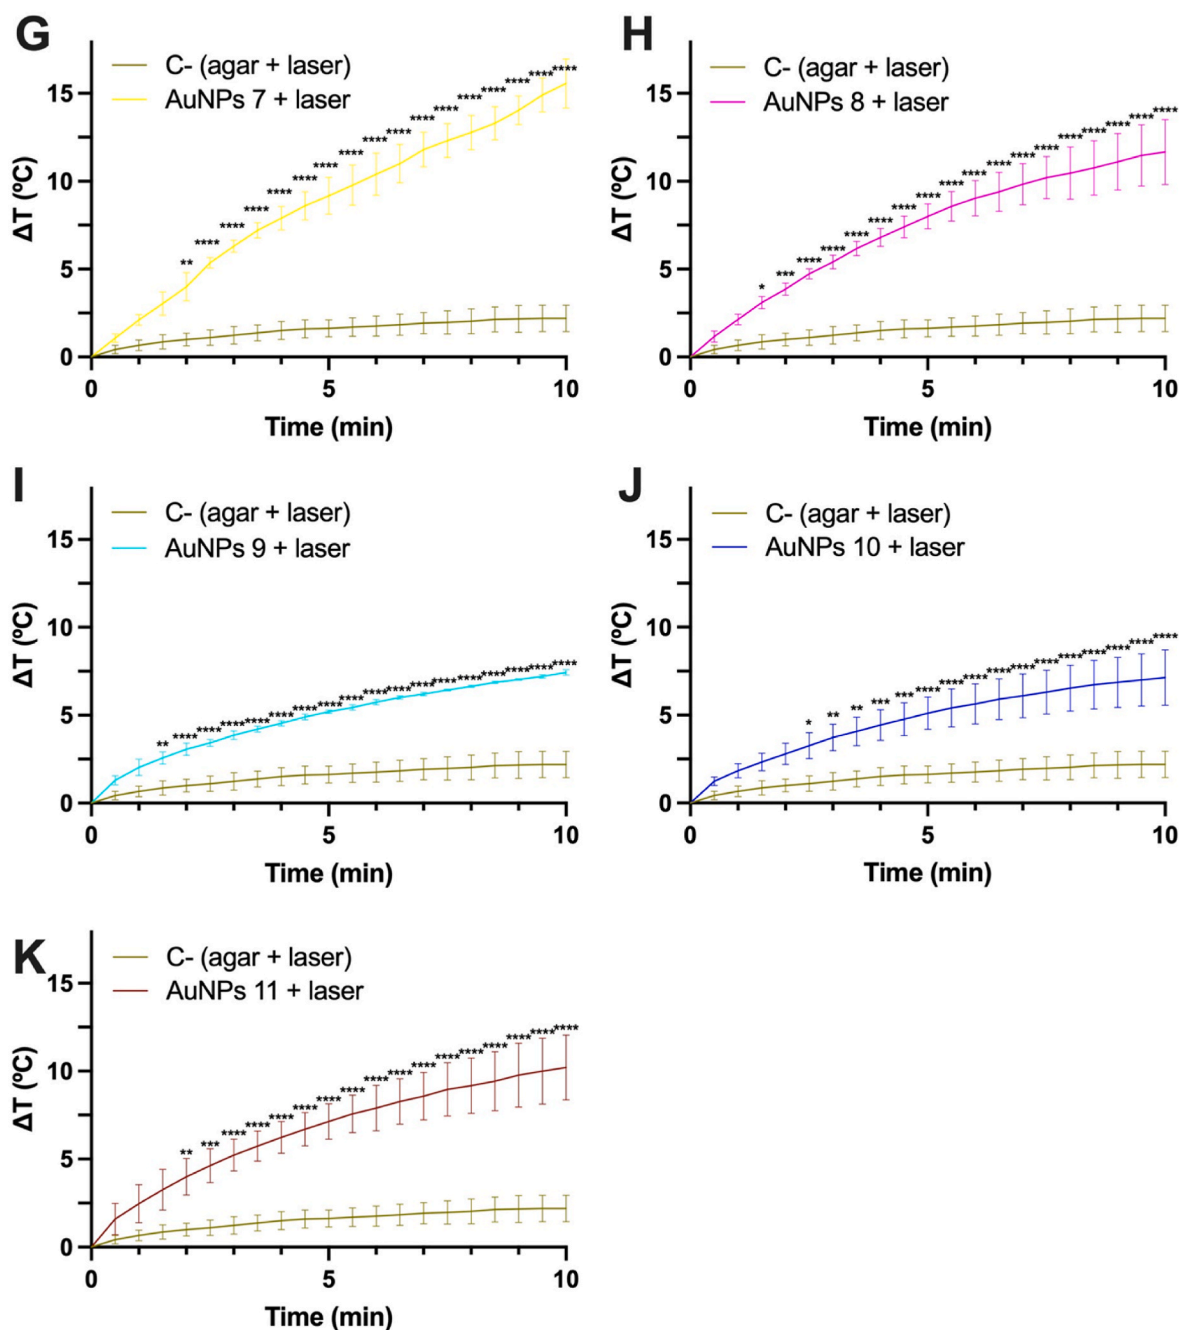 G
C- (agar + laser)
AuNPs 7 + laser
** **** **** **** **** **** **** **** **** **** **** **** **** **** **** **** ****
15
10
5
0
ΔT (ºC)
0 5 10
Time (min)
H
C- (agar + laser)
AuNPs 8 + laser
* *** **** **** **** **** **** **** **** **** **** **** **** **** **** **** **** ****
15
10
5
0
ΔT (ºC)
0 5 10
Time (min)
I
C- (agar + laser)
AuNPs 9 + laser
** **** **** **** **** **** **** **** **** **** **** **** **** **** **** **** **** ****
15
10
5
0
ΔT (ºC)
0 5 10
Time (min)
J
C- (agar + laser)
AuNPs 10 + laser
* ** ** *** *** **** **** **** **** **** **** **** **** **** **** ****
15
10
5
0
ΔT (ºC)
0 5 10
Time (min)
K
C- (agar + laser)
AuNPs 11 + laser
** *** **** **** **** **** **** **** **** **** **** **** **** **** **** **** ****
15
10
5
0
ΔT (ºC)
0 5 10
Time (min)